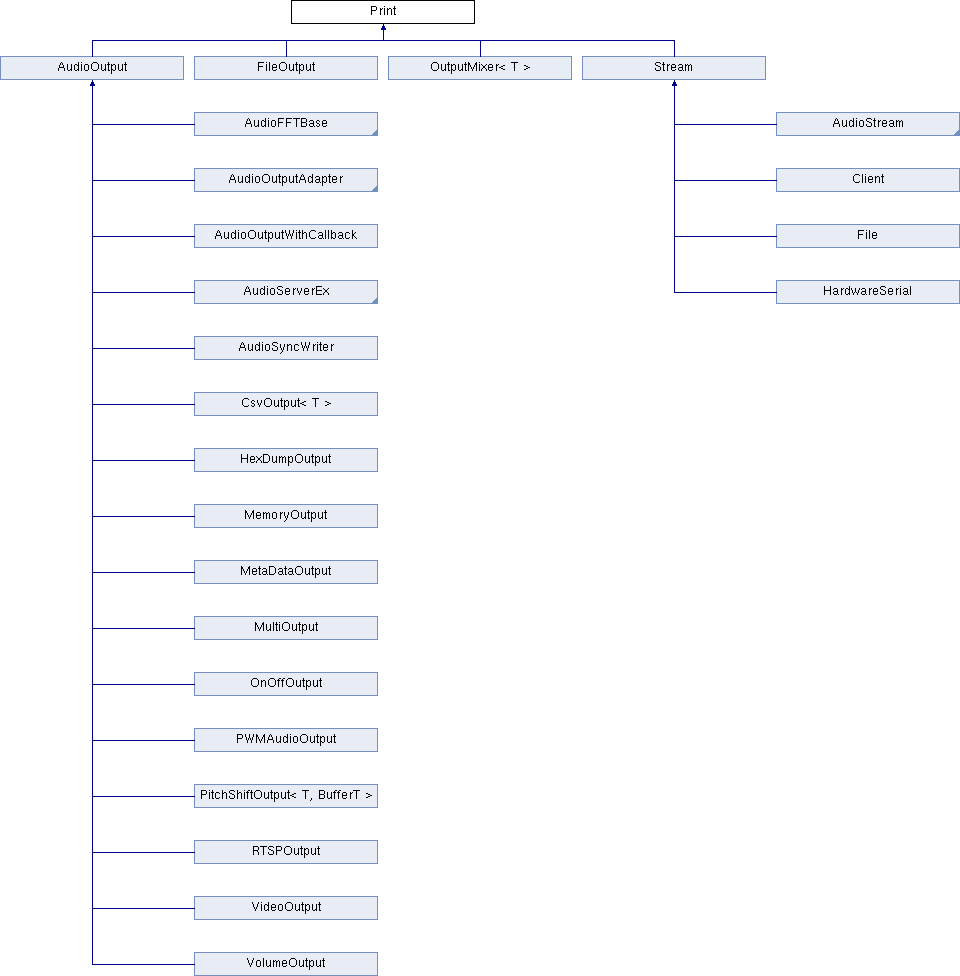 Print
AudioOutput
FileOutput
OutputMixer< T >
Stream
AudioFFTBase
AudioStream
AudioOutputAdapter
Client
AudioOutputWithCallback
File
AudioServerEx
HardwareSerial
AudioSyncWriter
CsvOutput< T >
HexDumpOutput
MemoryOutput
MetaDataOutput
MultiOutput
OnOffOutput
PWMAudioOutput
PitchShiftOutput< T, BufferT >
RTSPOutput
VideoOutput
VolumeOutput